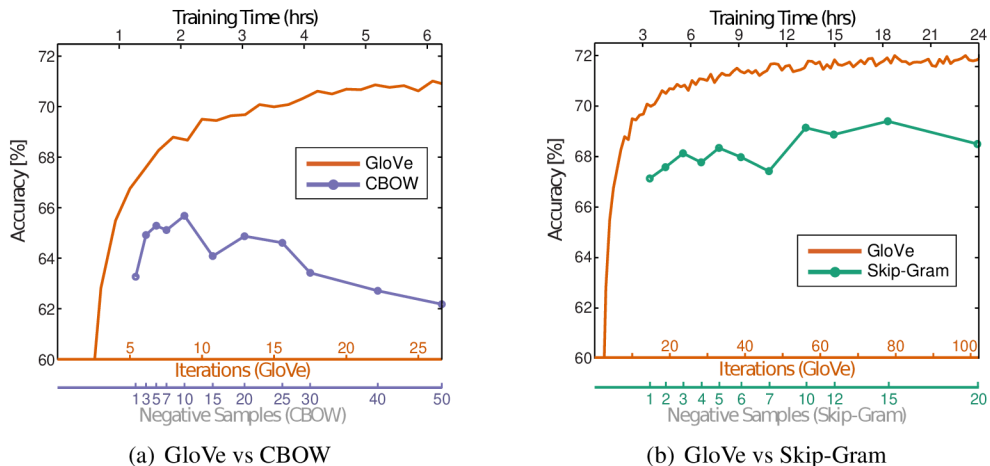 Training Time (hrs)
1 2 3 4 5 6
72
70
68
66
64
62
60
Accuracy [%]
GloVe
CBOW
5 10 15 20 25
Iterations (GloVe)
1 3 5 7 10 15 20 25 30 40 50
Negative Samples (CBOW)
(a) GloVe vs CBOW
Training Time (hrs)
3 6 9 12 15 18 21 24
72
70
68
66
64
62
60
Accuracy [%]
GloVe
Skip-Gram
20 40 60 80 100
Iterations (GloVe)
1 2 3 4 5 6 7 10 12 15 20
Negative Samples (Skip-Gram)
(b) GloVe vs Skip-Gram